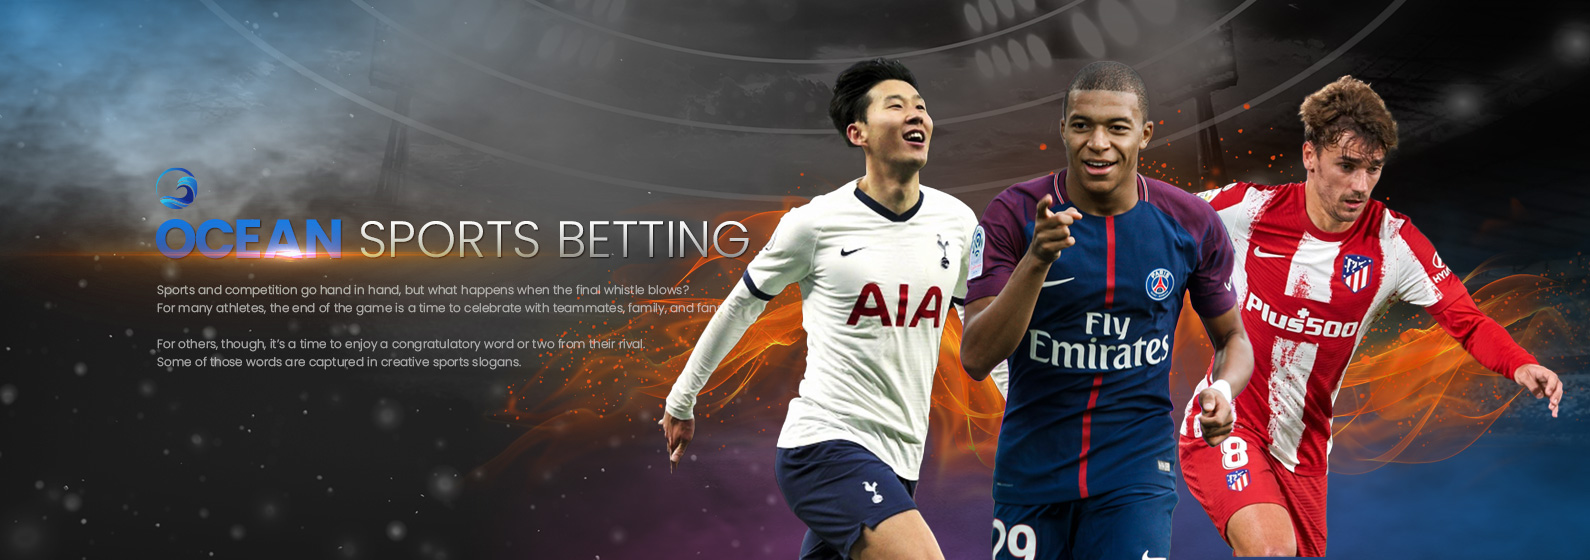 OCEAN SPORTS BETTING
Sports and competition go hand in hand, but what happens when the final whistle blows?
For many athletes, the end of the game is a time to celebrate with teammates, family, and fan
For others, though, it's a time to enjoy a congratulatory word or two from their rival.
Some of those words are captured in creative sports slogans.
AIA
PARIS
Fly
Emirates
29
Plus500
HYUNDAI
8